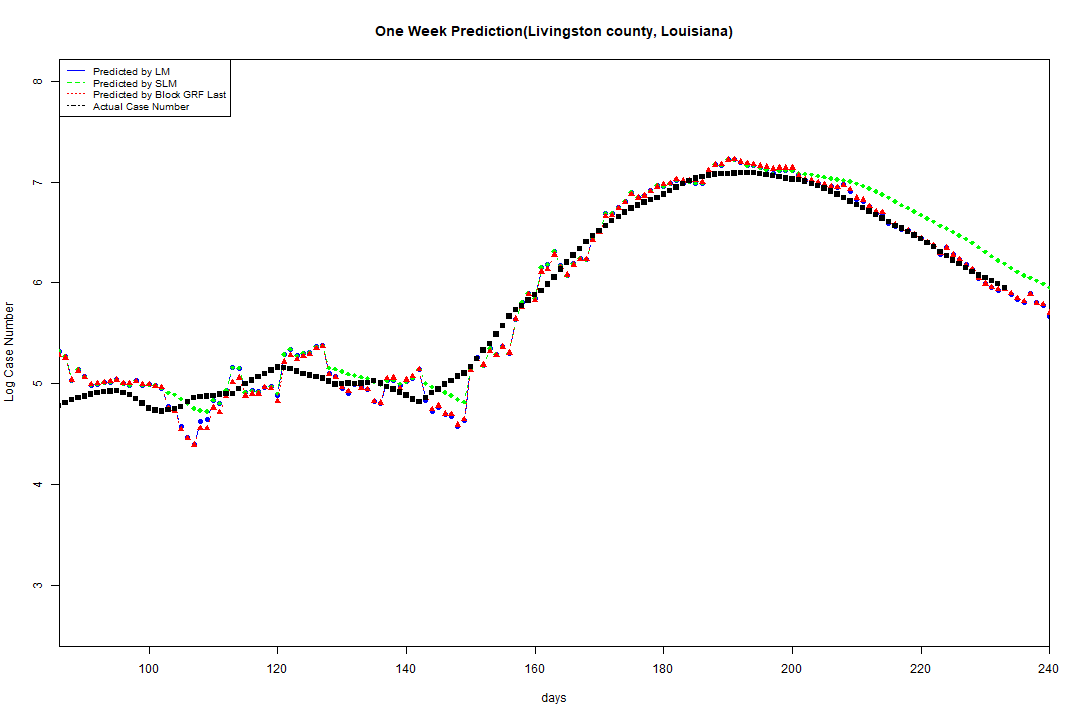 One Week Prediction(Livingston county, Louisiana)
Predicted by LM
Predicted by SLM
Predicted by Block GRF Last
Actual Case Number
8
7
6
5
4
3
Log Case Number
100 120 140 160 180 200 220 240
days